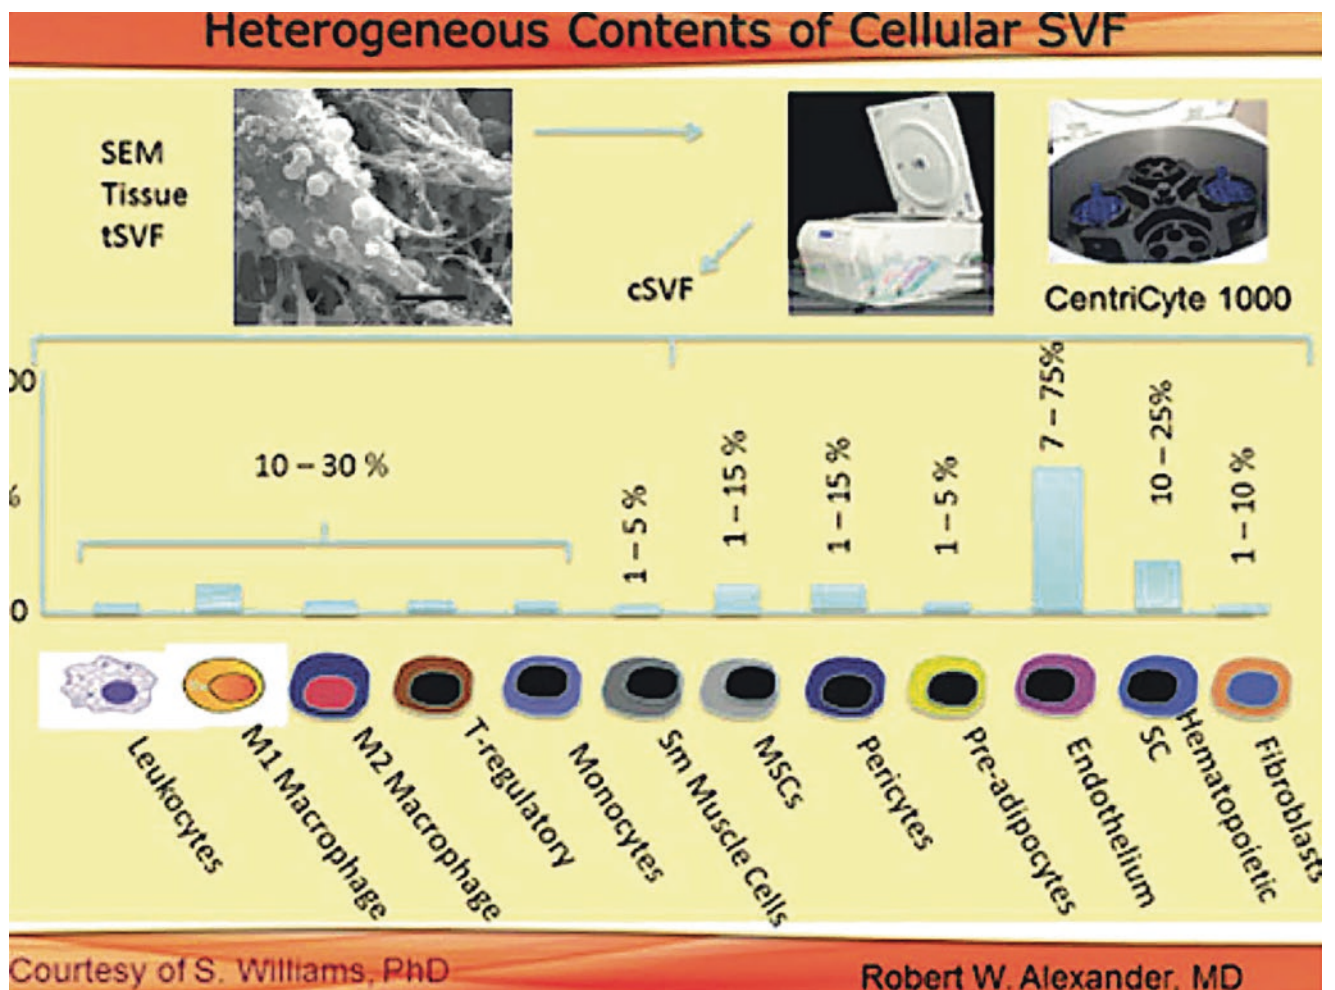 Heterogeneous Contents of Cellular SVF
SEM
Tissue
tSVF
cSVF
CentriCyte 1000
00
%
0
10 – 30 %
1 – 5 %
1 – 15 %
1 – 15 %
1 – 5 %
7 – 75%
10 – 25%
1 – 10 %
Leukocytes
M1 Macrophage
M2 Macrophage
T-regulatory
Monocytes
Sm Muscle Cells
MSCs
Pericytes
Pre-adipocytes
Endothelium
SC
Hematopoietic
Fibroblasts
Courtesy of S. Williams, PhD
Robert W. Alexander, MD